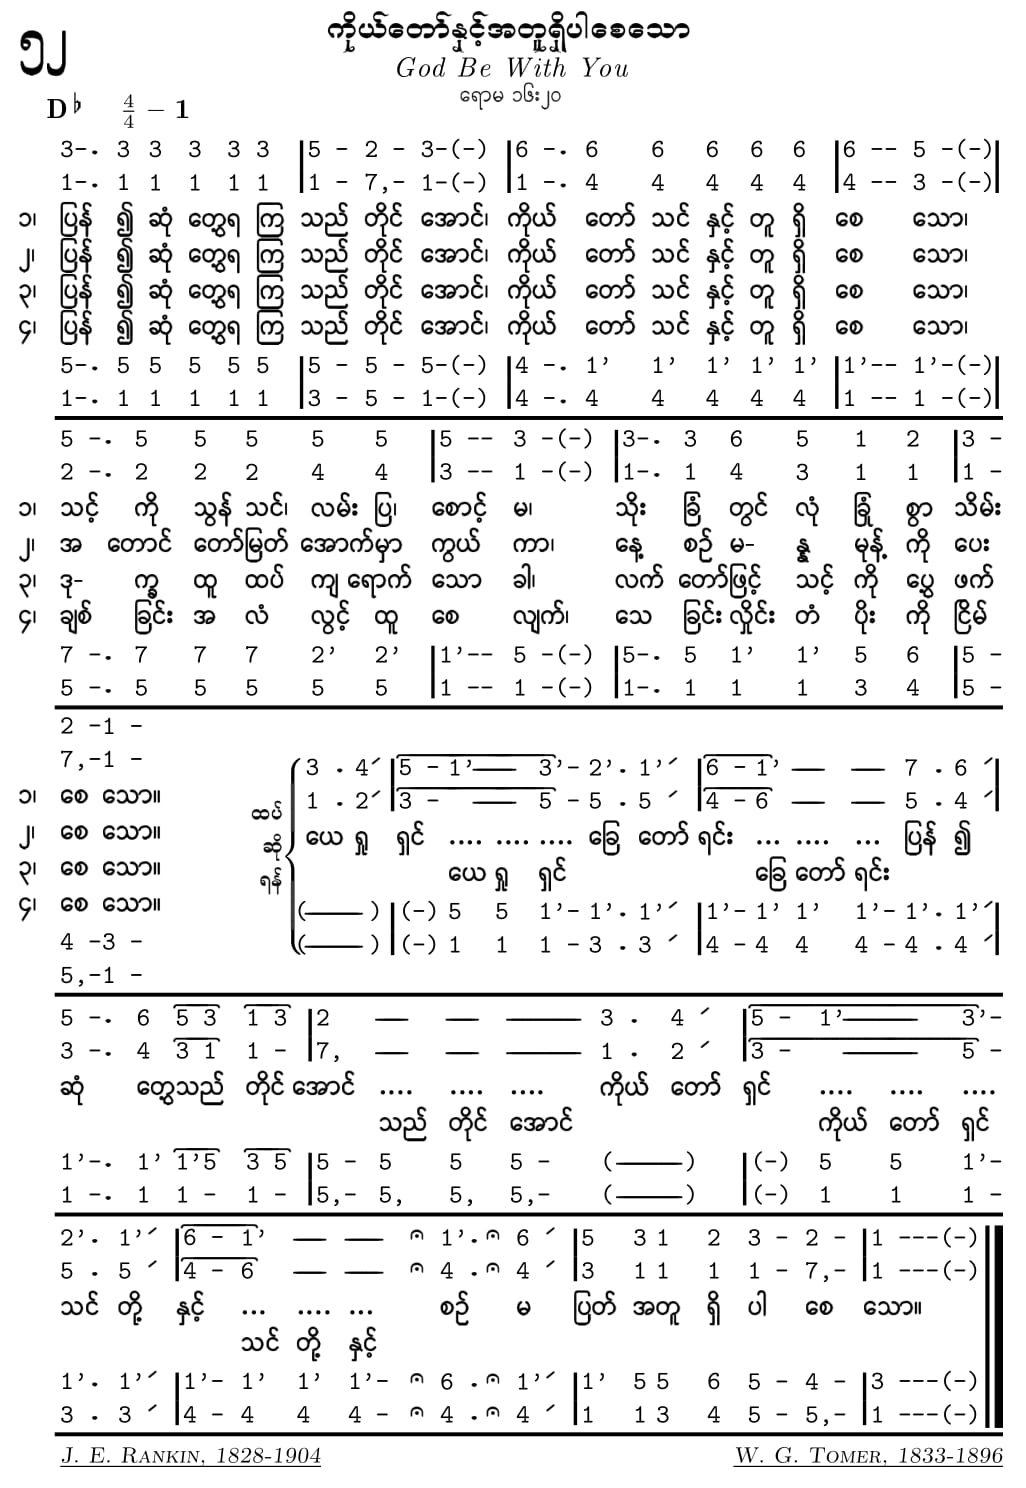 ၅၂
ကိုယ်တော်နှင့်အတူရှိပါစေသော
God Be With You
ရောမ ၁၆း၂၀
D♭ 4/4 – 1
3-. 3 3 3 3 3 |5 - 2 - 3-(-) |6 -. 6 6 6 6 6 |6 -- 5 -(-)|
1-. 1 1 1 1 1 |1 - 7,- 1-(-) |1 -. 4 4 4 4 4 |4 -- 3 -(-)|
၁၊ ပြန် ၍ ဆုံ တွေ့ရ ကြ သည် တိုင် အောင်၊ ကိုယ် တော် သင် နှင့် တူ ရှိ စေ သော၊
၂၊ ပြန် ၍ ဆုံ တွေ့ရ ကြ သည် တိုင် အောင်၊ ကိုယ် တော် သင် နှင့် တူ ရှိ စေ သော၊
၃၊ ပြန် ၍ ဆုံ တွေ့ရ ကြ သည် တိုင် အောင်၊ ကိုယ် တော် သင် နှင့် တူ ရှိ စေ သော၊
၄၊ ပြန် ၍ ဆုံ တွေ့ရ ကြ သည် တိုင် အောင်၊ ကိုယ် တော် သင် နှင့် တူ ရှိ စေ သော၊
5-. 5 5 5 5 5 |5 - 5 - 5-(-) |4 -. 1’ 1’ 1’ 1’ 1’ |1’-- 1’-(-)|
1-. 1 1 1 1 1 |3 - 5 - 1-(-) |4 -. 4 4 4 4 4 |1 -- 1 -(-)|
5 -. 5 5 5 5 5 |5 -- 3 -(-) |3-. 3 6 5 1 2 |3 -
2 -. 2 2 2 4 4 |3 -- 1 -(-) |1-. 1 4 3 1 1 |1 -
၁၊ သင့် ကို သွန် သင်၊ လမ်း ပြ၊ စောင့် မ၊ သိုး ခြံ တွင် လုံ ခြုံ စွာ သိမ်း
၂၊ အ တောင် တော်မြတ် အောက်မှာ ကွယ် ကာ၊ နေ့ စဉ် မ- န္န မုန့် ကို ပေး
၃၊ ဒု- က္ခ ထူ ထပ် ကျ ရောက် သော ခါ၊ လက် တော်ဖြင့် သင့် ကို ပွေ့ ဖက်
၄၊ ချစ် ခြင်း အ လံ လွှင့် ထူ စေ လျက်၊ သေ ခြင်း လှိုင်း တံ ပိုး ကို ငြိမ်
7 -. 7 7 7 2’ 2’ |1’-- 5 -(-) |5-. 5 1’ 1’ 5 6 |5 -
5 -. 5 5 5 5 5 |1 -- 1 -(-) |1-. 1 1 1 3 4 |5 -
2 -1 -
7,-1 -
၁၊ စေ သော။
၂၊ စေ သော။
၃၊ စေ သော။
၄၊ စေ သော။
4 -3 -
5,-1 -
ထပ်
ဆို
ရန်
3 . 4ˊ |5 - 1’— 3’- 2’. 1’ˊ |6 - 1’ — — 7 . 6 ˊ|
1 . 2ˊ |3 - — 5 - 5 . 5 ˊ |4 - 6 — — 5 . 4 ˊ|
ယေ ရှု ရှင် .... .... .... ခြေ တော် ရင်း ... .... ... ပြန် ၍
ယေ ရှု ရှင် ခြေ တော် ရင်း
(—— ) |(-) 5 5 1’- 1’. 1’ˊ |1’- 1’ 1’ 1’- 1’. 1’ˊ|
(—— ) |(-) 1 1 1 - 3 . 3 ˊ |4 - 4 4 4 - 4 . 4 ˊ|
5 -. 6 5 3 1 3 |2 — — —— 3 . 4 ˊ |5 - 1’—— 3’-
3 -. 4 3 1 1 - |7, — — —— 1 . 2 ˊ |3 - —— 5 -
ဆုံ တွေ့သည် တိုင် အောင် .... .... .... ကိုယ် တော် ရှင် .... .... ....
သည် တိုင် အောင် ကိုယ် တော် ရှင်
1’-. 1’ 1’5 3 5 |5 - 5 5 5 - (——) |(-) 5 5 1’-
1 -. 1 1 - 1 - |5,- 5, 5, 5,- (——) |(-) 1 1 1 -
2’. 1’ˊ |6 - 1’ — — 𝄐 1’.𝄐 6 ˊ |5 3 1 2 3 - 2 - |1 ---(-)
5 . 5 ˊ |4 - 6 — — 𝄐 4 .𝄐 4 ˊ |3 1 1 1 1 - 7,- |1 ---(-)
သင် တို့ နှင့် ... .... ... စဉ် မ ပြတ် အတူ ရှိ ပါ စေ သော။
သင် တို့ နှင့်
1’. 1’ˊ |1’- 1’ 1’ 1’- 𝄐 6 .𝄐 1’ˊ |1’ 5 5 6 5 - 4 - |3 ---(-)
3 . 3 ˊ |4 - 4 4 4 - 𝄐 4 .𝄐 4 ˊ |1 1 3 4 5 - 5,- |1 ---(-)
J. E. Rankin, 1828-1904 W. G. Tomer, 1833-1896